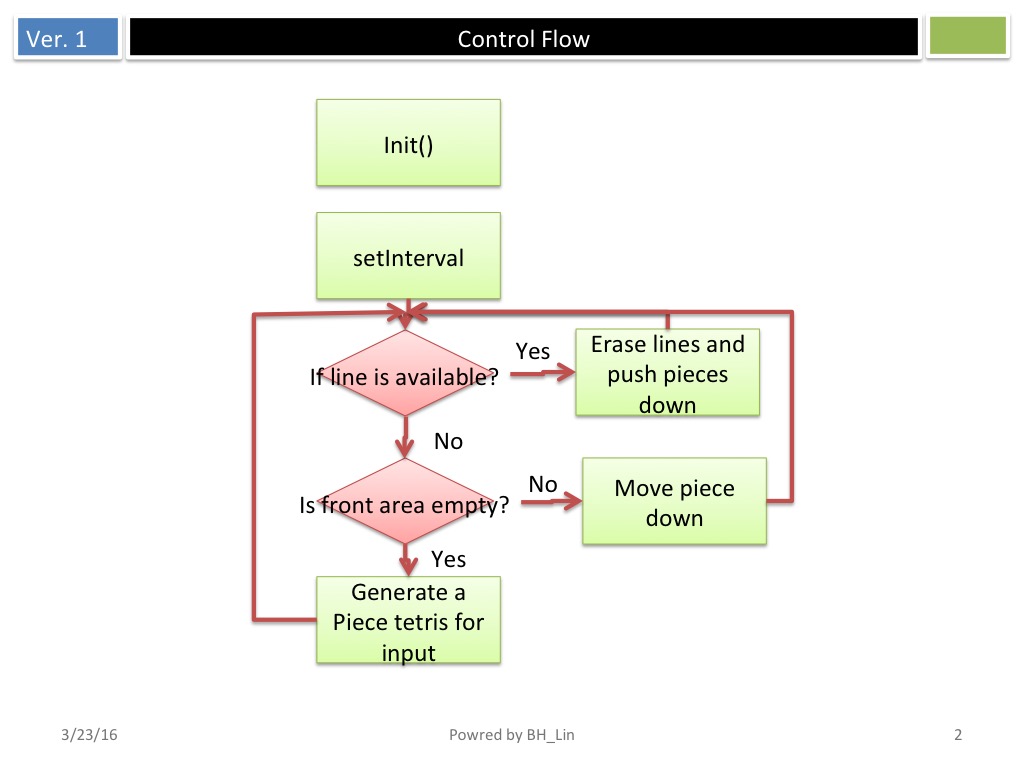 Ver. 1
Control Flow
Init()
setInterval
If line is available?
Yes
Erase lines and
push pieces
down
No
Is front area empty?
No
Move piece
down
Yes
Generate a
Piece tetris for
input
3/23/16
Powred by BH_Lin
2